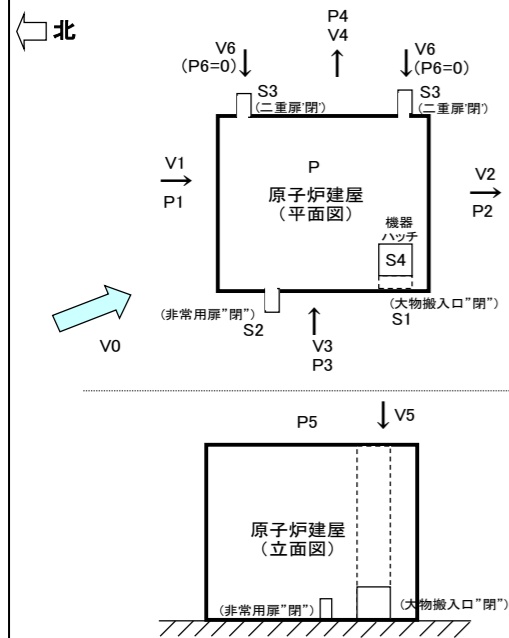 北
P4
V4
V6
(P6=0)
V6
(P6=0)
S3
(二重扉"閉")
S3
(二重扉"閉")
V1
P1
P
原子炉建屋
(平面図)
V2
P2
機器
ハッチ
S4
(非常用扉"閉")
S2
(大物搬入口"閉")
S1
V0
V3
P3
P5
V5
原子炉建屋
(立面図)
(非常用扉"閉")
(大物搬入口"閉")